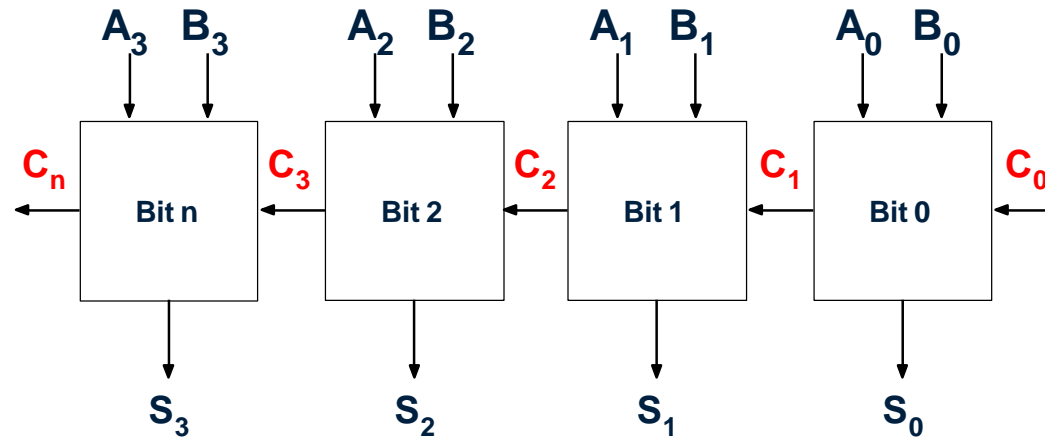 A₃ B₃ A₂ B₂ A₁ B₁ A₀ B₀
Cₙ C₃ C₂ C₁ C₀
Bit n Bit 2 Bit 1 Bit 0
S₃ S₂ S₁ S₀